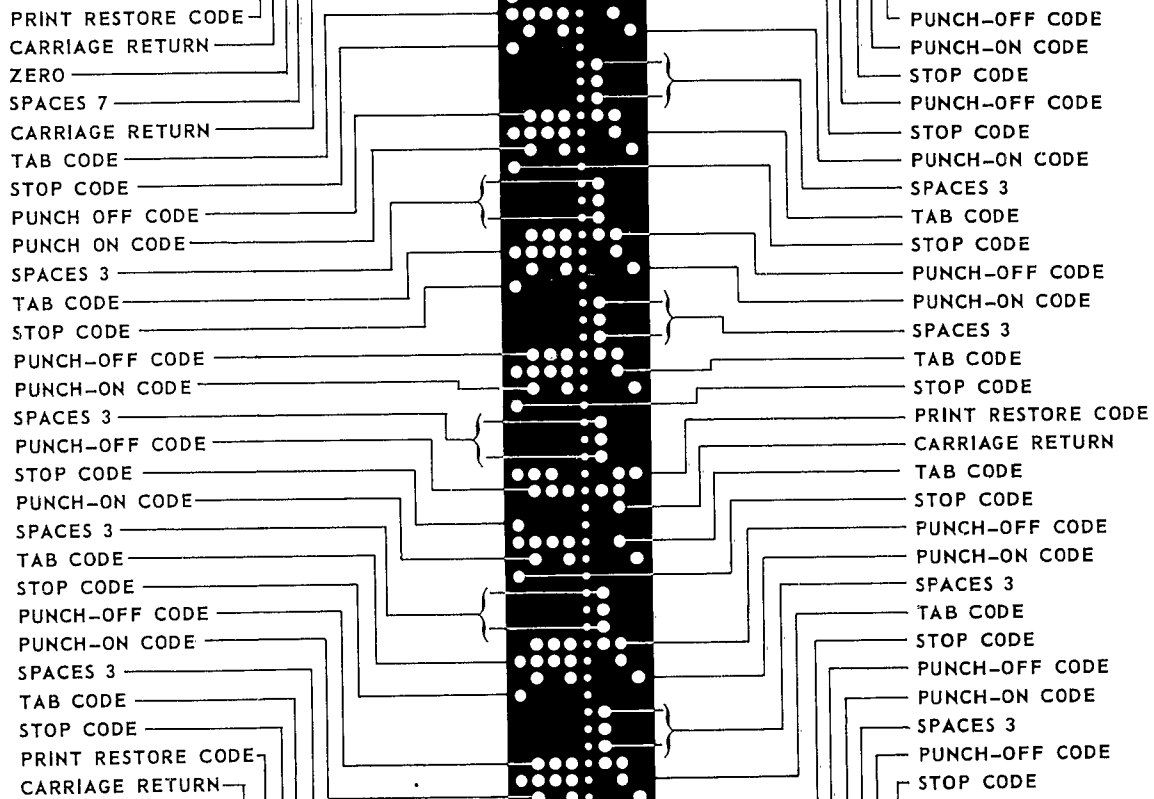 PRINT RESTORE CODE
CARRIAGE RETURN
ZERO
SPACES 7
CARRIAGE RETURN
TAB CODE
STOP CODE
PUNCH OFF CODE
PUNCH ON CODE
SPACES 3
TAB CODE
STOP CODE
PUNCH-OFF CODE
PUNCH-ON CODE
SPACES 3
PUNCH-OFF CODE
STOP CODE
PUNCH-ON CODE
SPACES 3
TAB CODE
STOP CODE
PUNCH-OFF CODE
PUNCH-ON CODE
SPACES 3
TAB CODE
STOP CODE
PRINT RESTORE CODE
CARRIAGE RETURN
PUNCH-OFF CODE
PUNCH-ON CODE
STOP CODE
PUNCH-OFF CODE
STOP CODE
PUNCH-ON CODE
SPACES 3
TAB CODE
STOP CODE
PUNCH-OFF CODE
PUNCH-ON CODE
SPACES 3
TAB CODE
STOP CODE
PRINT RESTORE CODE
CARRIAGE RETURN
TAB CODE
STOP CODE
PUNCH-OFF CODE
PUNCH-ON CODE
SPACES 3
TAB CODE
STOP CODE
PUNCH-OFF CODE
PUNCH-ON CODE
SPACES 3
PUNCH-OFF CODE
STOP CODE